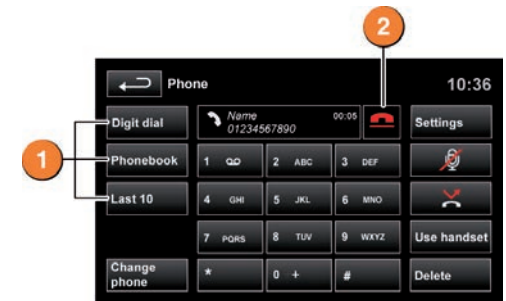 2
Phone
10:36
Digit dial
Name
01234567890
00:05
Settings
1
Phonebook
1
2 ABC
3 DEF
Last 10
4 GHI
5 JKL
6 MNO
7 PQRS
8 TUV
9 WXYZ
Use handset
Change
phone
*
0 +
#
Delete